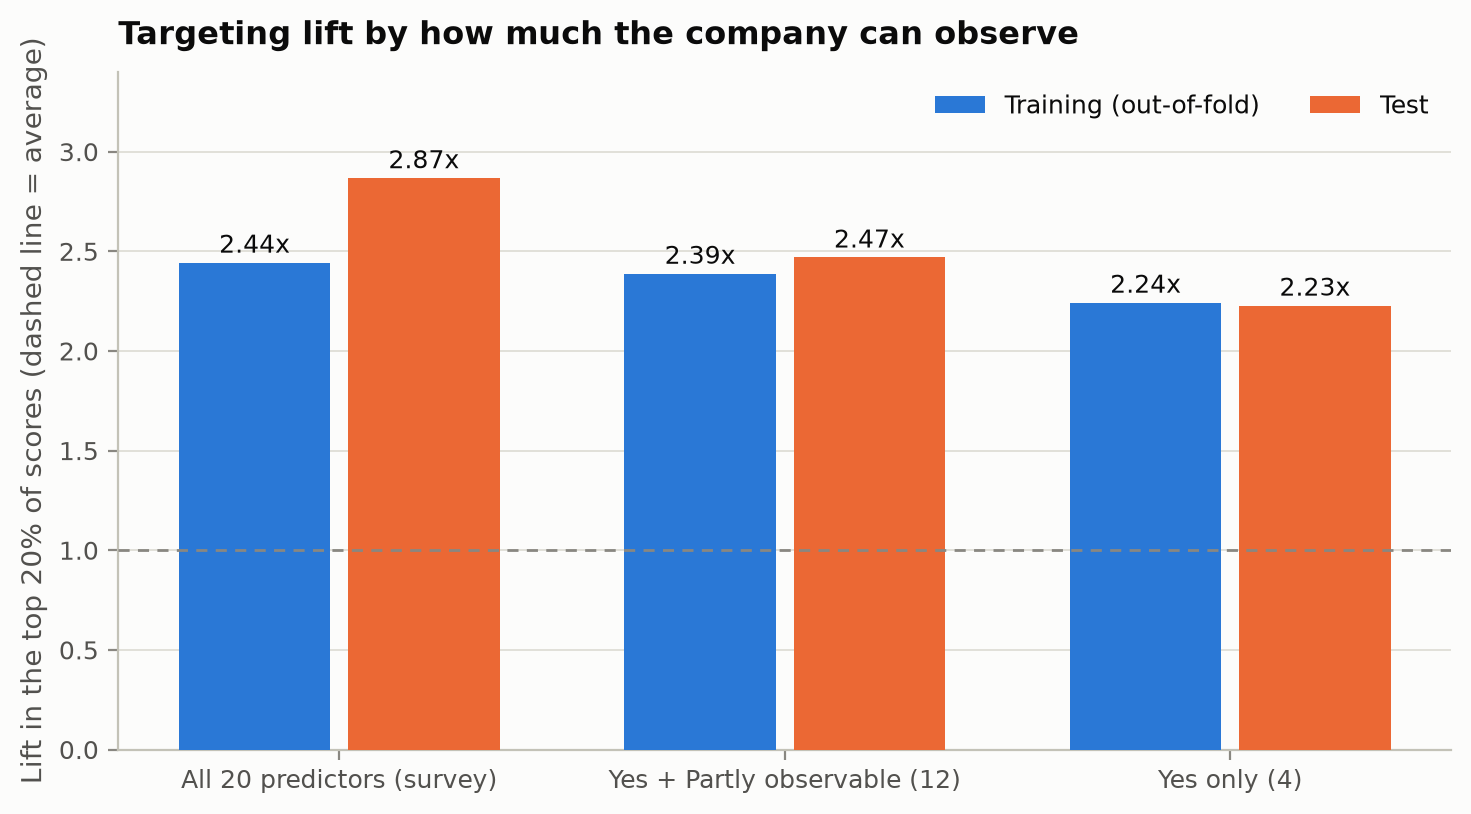 Targeting lift by how much the company can observe
Lift in the top 20% of scores (dashed line = average)
Training (out-of-fold)
Test
3.0
2.5
2.0
1.5
1.0
0.5
0.0
2.44x
2.87x
2.39x
2.47x
2.24x
2.23x
All 20 predictors (survey)
Yes + Partly observable (12)
Yes only (4)